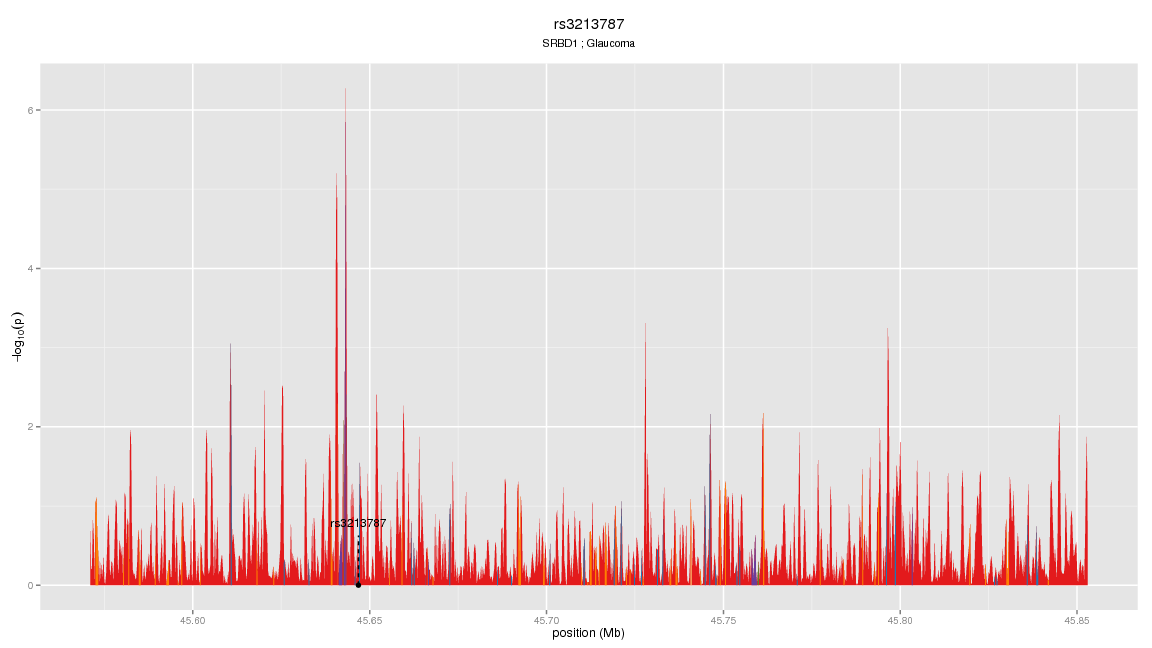 rs3213787
SRBD1 ; Glaucoma
6
4
2
0
−log10(p)
rs3213787
45.60
45.65
45.70
45.75
45.80
45.85
position (Mb)